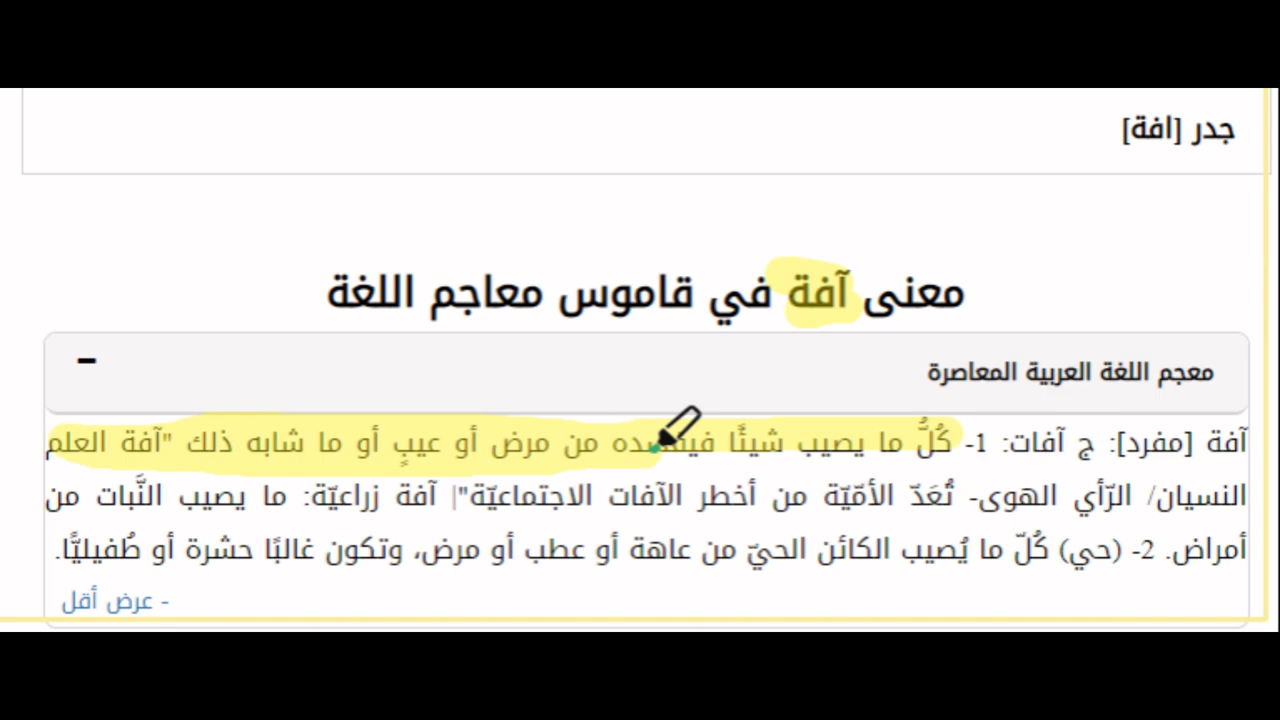 جدر [افة]
معنى آفة في قاموس معاجم اللغة
معجم اللغة العربية المعاصرة
آفة [مفرد]: ج آفات: 1- كُلُّ ما يصيب شيئًا فيفسده من مرض أو عيبٍ أو ما شابه ذلك "آفة العلم
النسيان/ الرّأي الهوى- تُعَدّ الأمّيّة من أخطر الآفات الاجتماعيّة"| آفة زراعيّة: ما يصيب النَّبات من
أمراض. 2- (حي) كُلّ ما يُصيب الكائن الحيّ من عاهة أو عطب أو مرض، وتكون غالبًا حشرة أو طُفيليًّا.
- عرض أقل